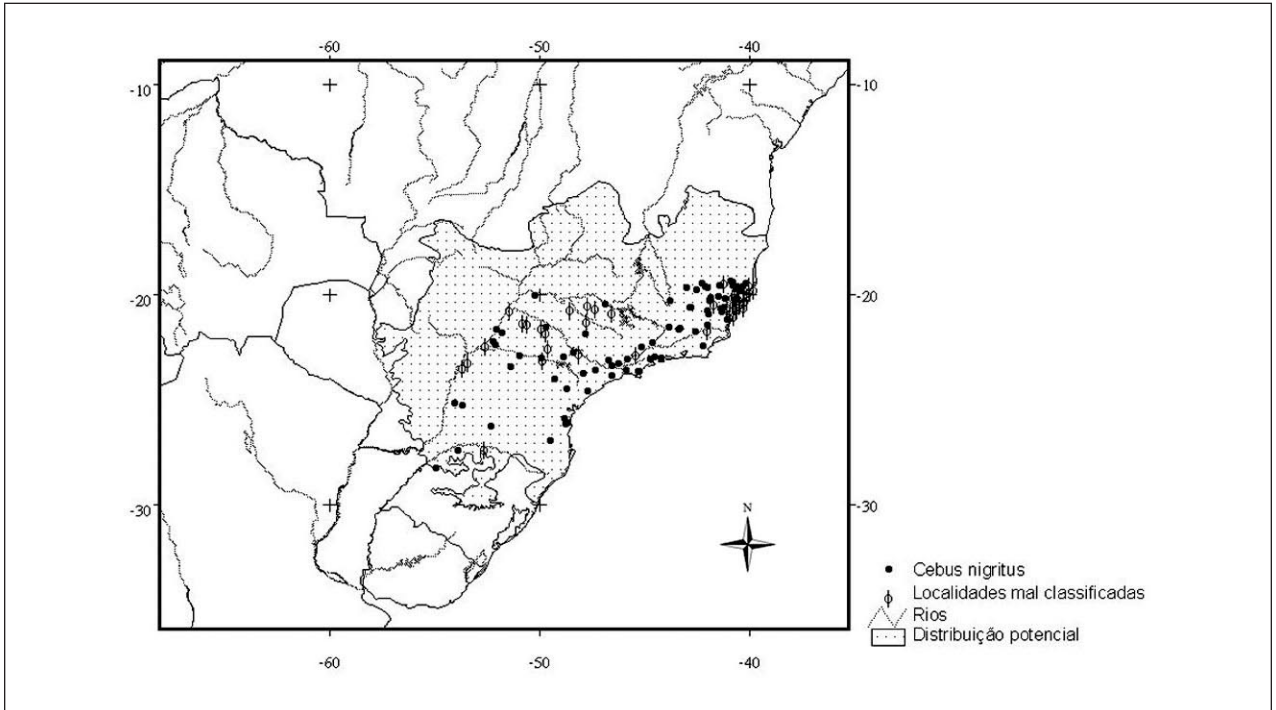 -60 -50 -40
-10 -10
-20 -20
-30 -30
N
Cebus nigritus
Localidades mal classificadas
Rios
Distribuição potencial
-60 -50 -40